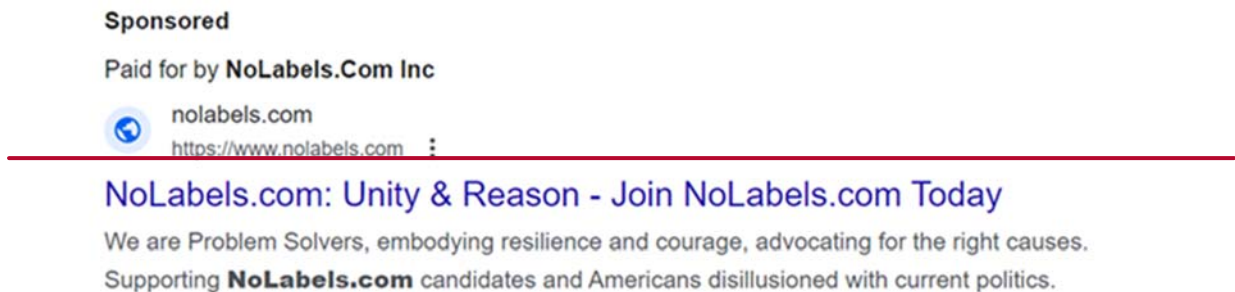 Sponsored
Paid for by NoLabels.Com Inc
nolabels.com
https://www.nolabels.com
NoLabels.com: Unity & Reason - Join NoLabels.com Today
We are Problem Solvers, embodying resilience and courage, advocating for the right causes.
Supporting NoLabels.com candidates and Americans disillusioned with current politics.